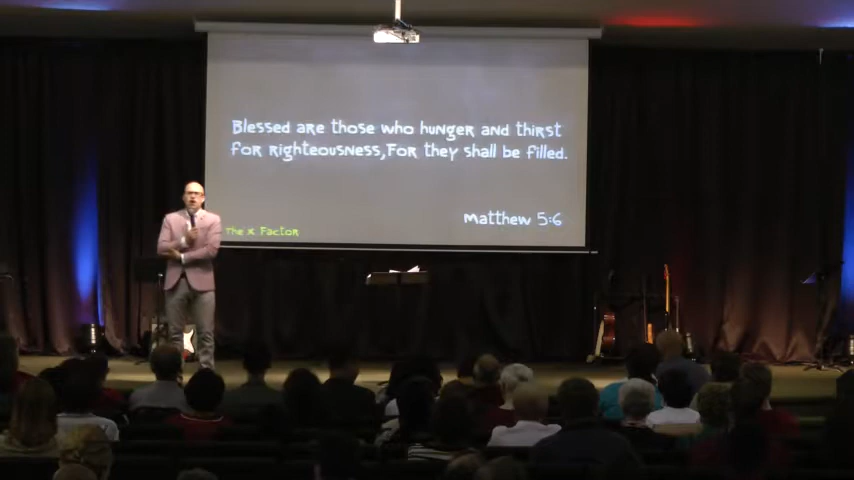 Blessed are those who hunger and thirst
for righteousness,For they shall be filled.
Matthew 5:6
The X Factor